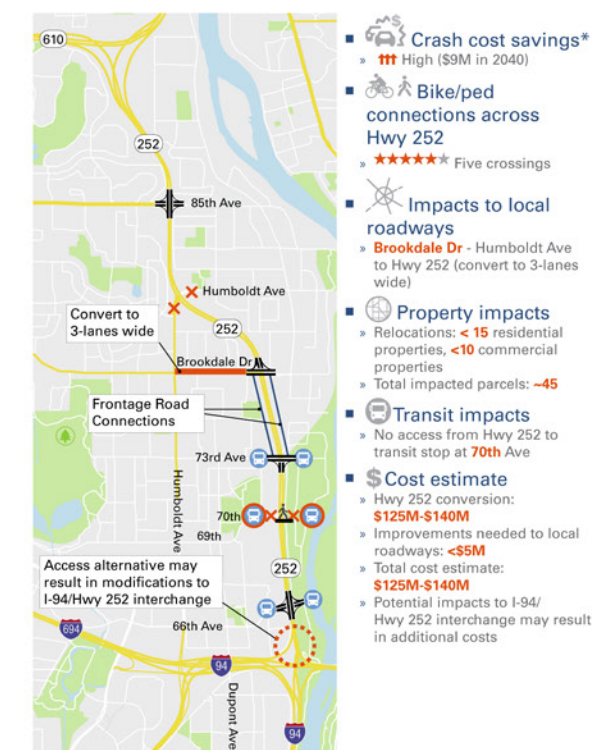 610
252
85th Ave
Humboldt Ave
Convert to
3-lanes wide
252
Brookdale Dr
Frontage Road
Connections
73rd Ave
Humboldt Ave
70th
69th
Access alternative may
result in modifications to
I-94/Hwy 252 interchange
252
66th Ave
694
94
Dupont Ave
94
Crash cost savings*
» High ($9M in 2040)
Bike/ped
connections across
Hwy 252
» Five crossings
Impacts to local
roadways
» Brookdale Dr - Humboldt Ave
to Hwy 252 (convert to 3-lanes
wide)
Property impacts
» Relocations: < 15 residential
properties, <10 commercial
properties
» Total impacted parcels: ~45
Transit impacts
» No access from Hwy 252 to
transit stop at 70th Ave
$ Cost estimate
» Hwy 252 conversion:
$125M-$140M
» Improvements needed to local
roadways: <$5M
» Total cost estimate:
$125M-$140M
» Potential impacts to I-94/
Hwy 252 interchange may result
in additional costs